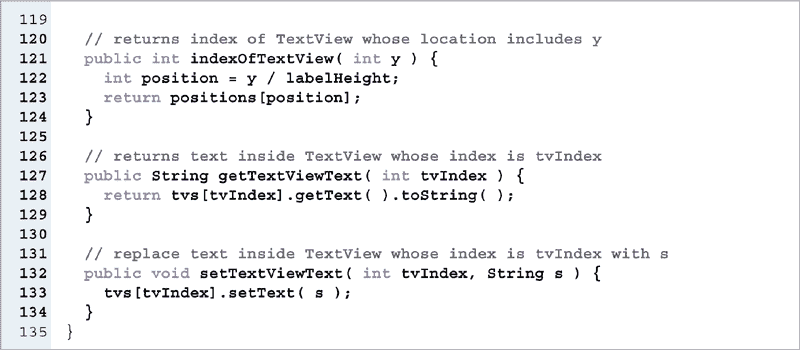 119
120 // returns index of TextView whose location includes y
121 public int indexOfTextView( int y ) {
122 int position = y / labelHeight;
123 return positions[position];
124 }
125
126 // returns text inside TextView whose index is tvIndex
127 public String getTextViewText( int tvIndex ) {
128 return tvs[tvIndex].getText( ).toString( );
129 }
130
131 // replace text inside TextView whose index is tvIndex with s
132 public void setTextViewText( int tvIndex, String s ) {
133 tvs[tvIndex].setText( s );
134 }
135 }